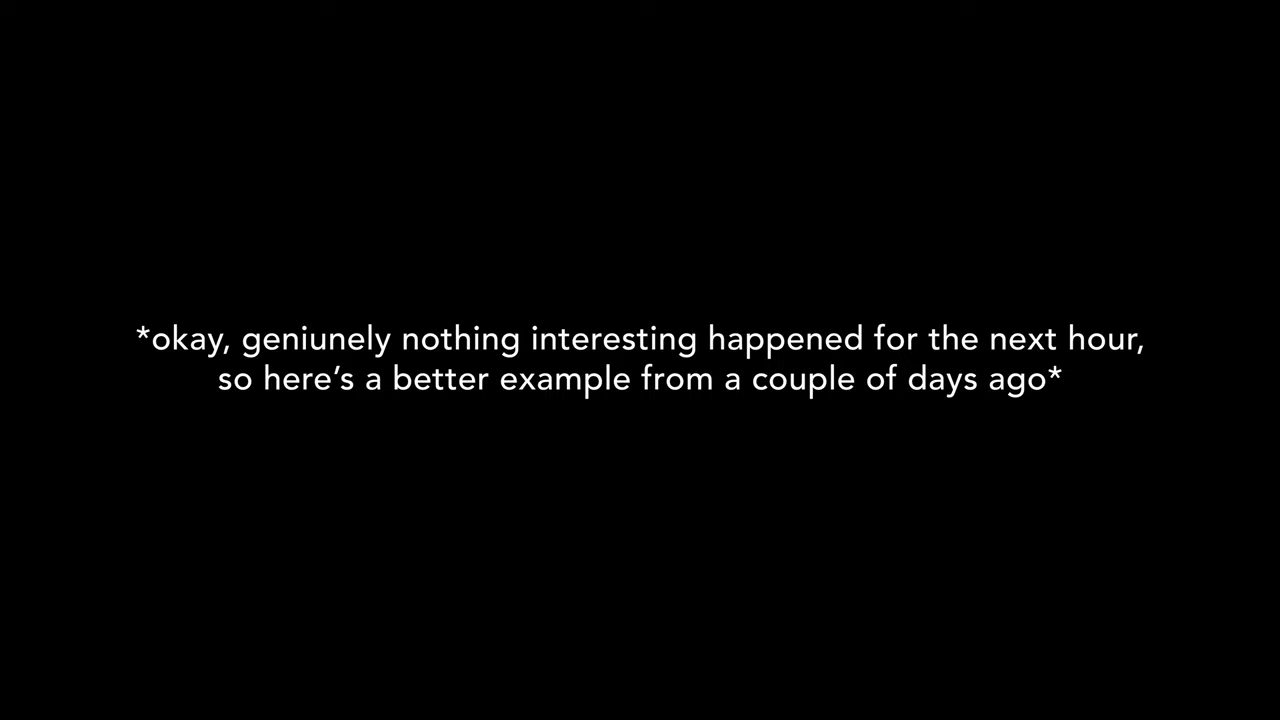 *okay, geniunely nothing interesting happened for the next hour,
so here’s a better example from a couple of days ago*